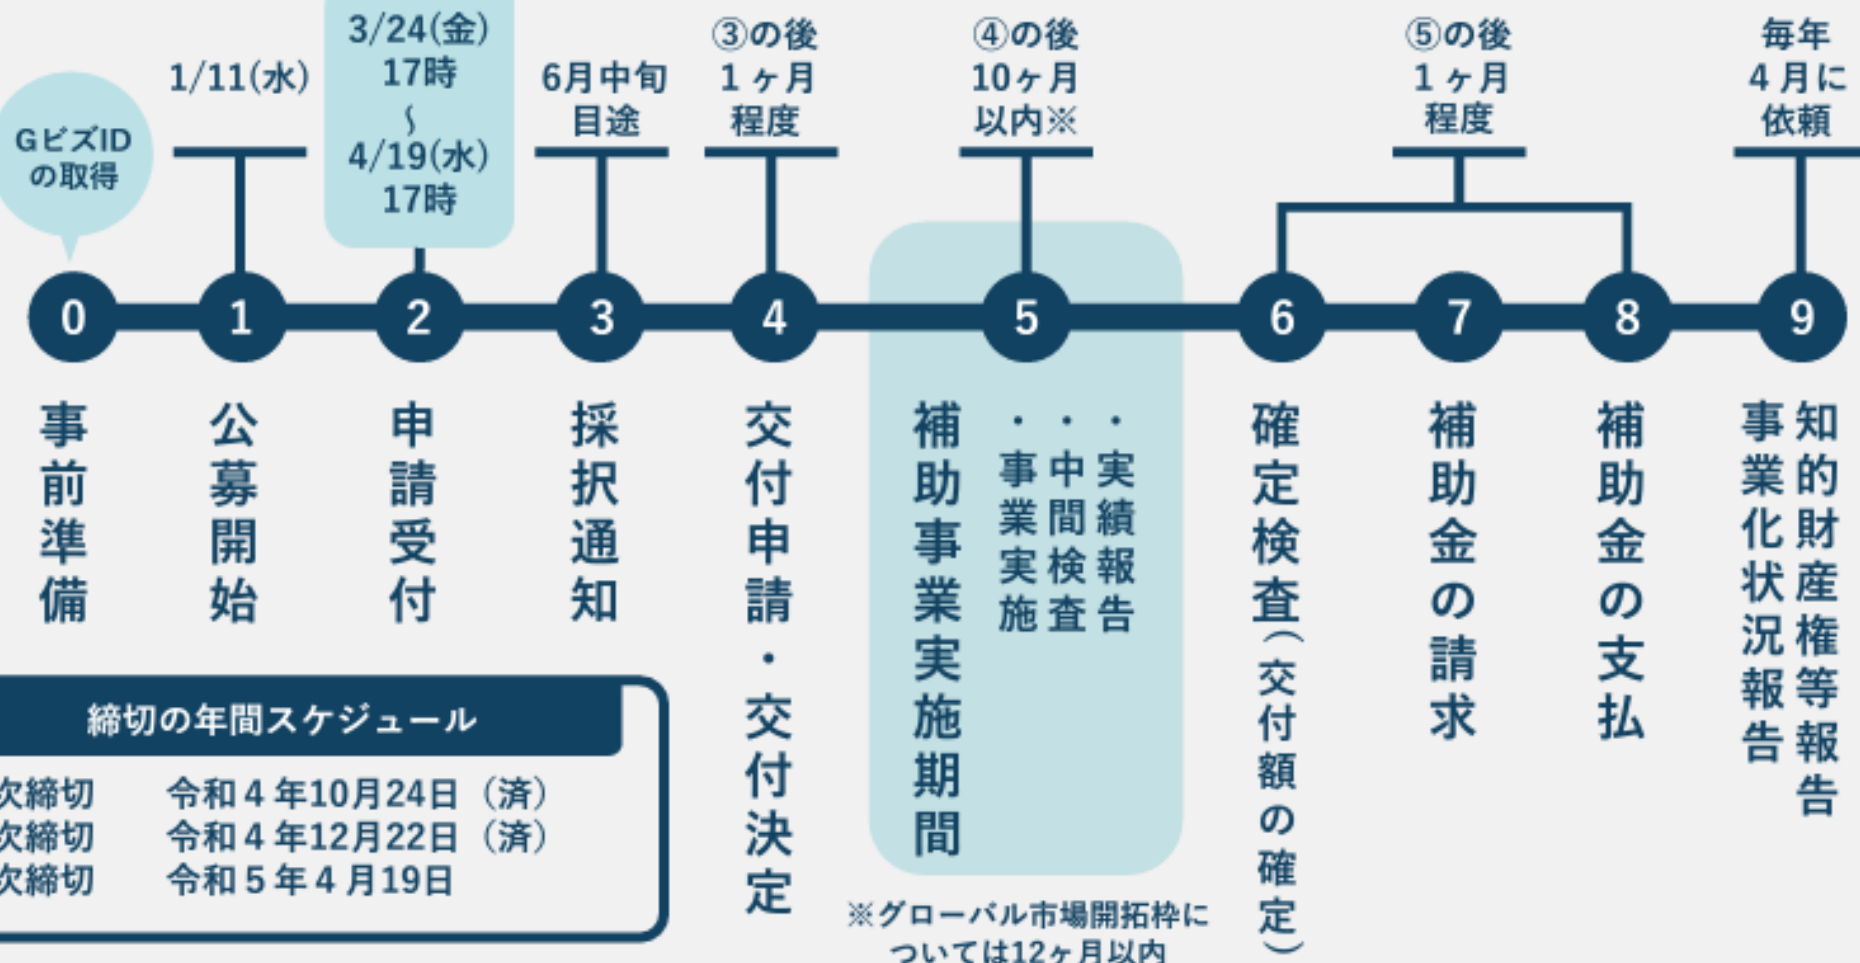 GビズID
の取得
1/11(水)
3/24(金)
17時
〜
4/19(水)
17時
6月中旬
目途
③の後
1ヶ月
程度
④の後
10ヶ月
以内※
⑤の後
1ヶ月
程度
毎年
4月に
依頼
0
1
2
3
4
5
6
7
8
9
事前準備
公募開始
申請受付
採択通知
交付申請・交付決定
補助事業実施期間
・事業実施
・中間検査
・実績報告
確定検査(交付額の確定)
補助金の請求
補助金の支払
知的財産権等報告
事業化状況報告
締切の年間スケジュール
次締切 令和4年10月24日(済)
次締切 令和4年12月22日(済)
次締切 令和5年4月19日
※グローバル市場開拓枠に
ついては12ヶ月以内